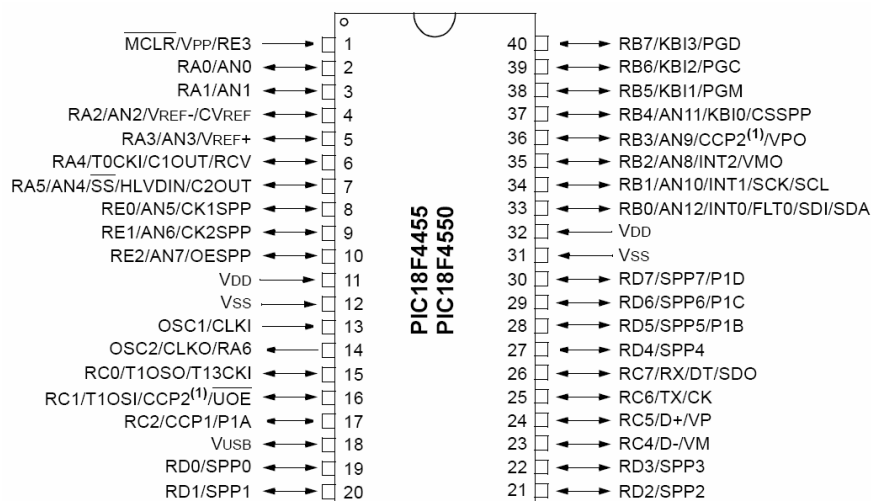 MCLR/VPP/RE3 1
RA0/AN0 2
RA1/AN1 3
RA2/AN2/VREF-/CVREF 4
RA3/AN3/VREF+ 5
RA4/T0CKI/C1OUT/RCV 6
RA5/AN4/SS/HLVDIN/C2OUT 7
RE0/AN5/CK1SPP 8
RE1/AN6/CK2SPP 9
RE2/AN7/OESPP 10
VDD 11
VSS 12
OSC1/CLKI 13
OSC2/CLKO/RA6 14
RC0/T1OSO/T13CKI 15
RC1/T1OSI/CCP2(1)/UOE 16
RC2/CCP1/P1A 17
VUSB 18
RD0/SPP0 19
RD1/SPP1 20
PIC18F4455
PIC18F4550
40 RB7/KBI3/PGD
39 RB6/KBI2/PGC
38 RB5/KBI1/PGM
37 RB4/AN11/KBI0/CSSPP
36 RB3/AN9/CCP2(1)/VPO
35 RB2/AN8/INT2/VMO
34 RB1/AN10/INT1/SCK/SCL
33 RB0/AN12/INT0/FLT0/SDI/SDA
32 VDD
31 VSS
30 RD7/SPP7/P1D
29 RD6/SPP6/P1C
28 RD5/SPP5/P1B
27 RD4/SPP4
26 RC7/RX/DT/SDO
25 RC6/TX/CK
24 RC5/D+/VP
23 RC4/D-/VM
22 RD3/SPP3
21 RD2/SPP2